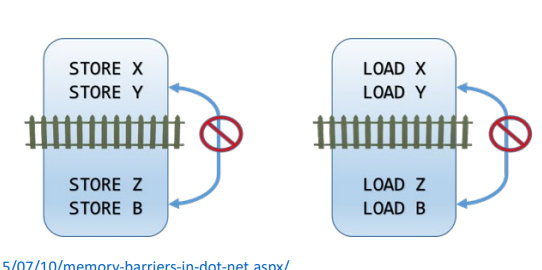 STORE X
STORE Y
STORE Z
STORE B
LOAD X
LOAD Y
LOAD Z
LOAD B
5/07/10/memory-barriers-in-dot-net.aspx/